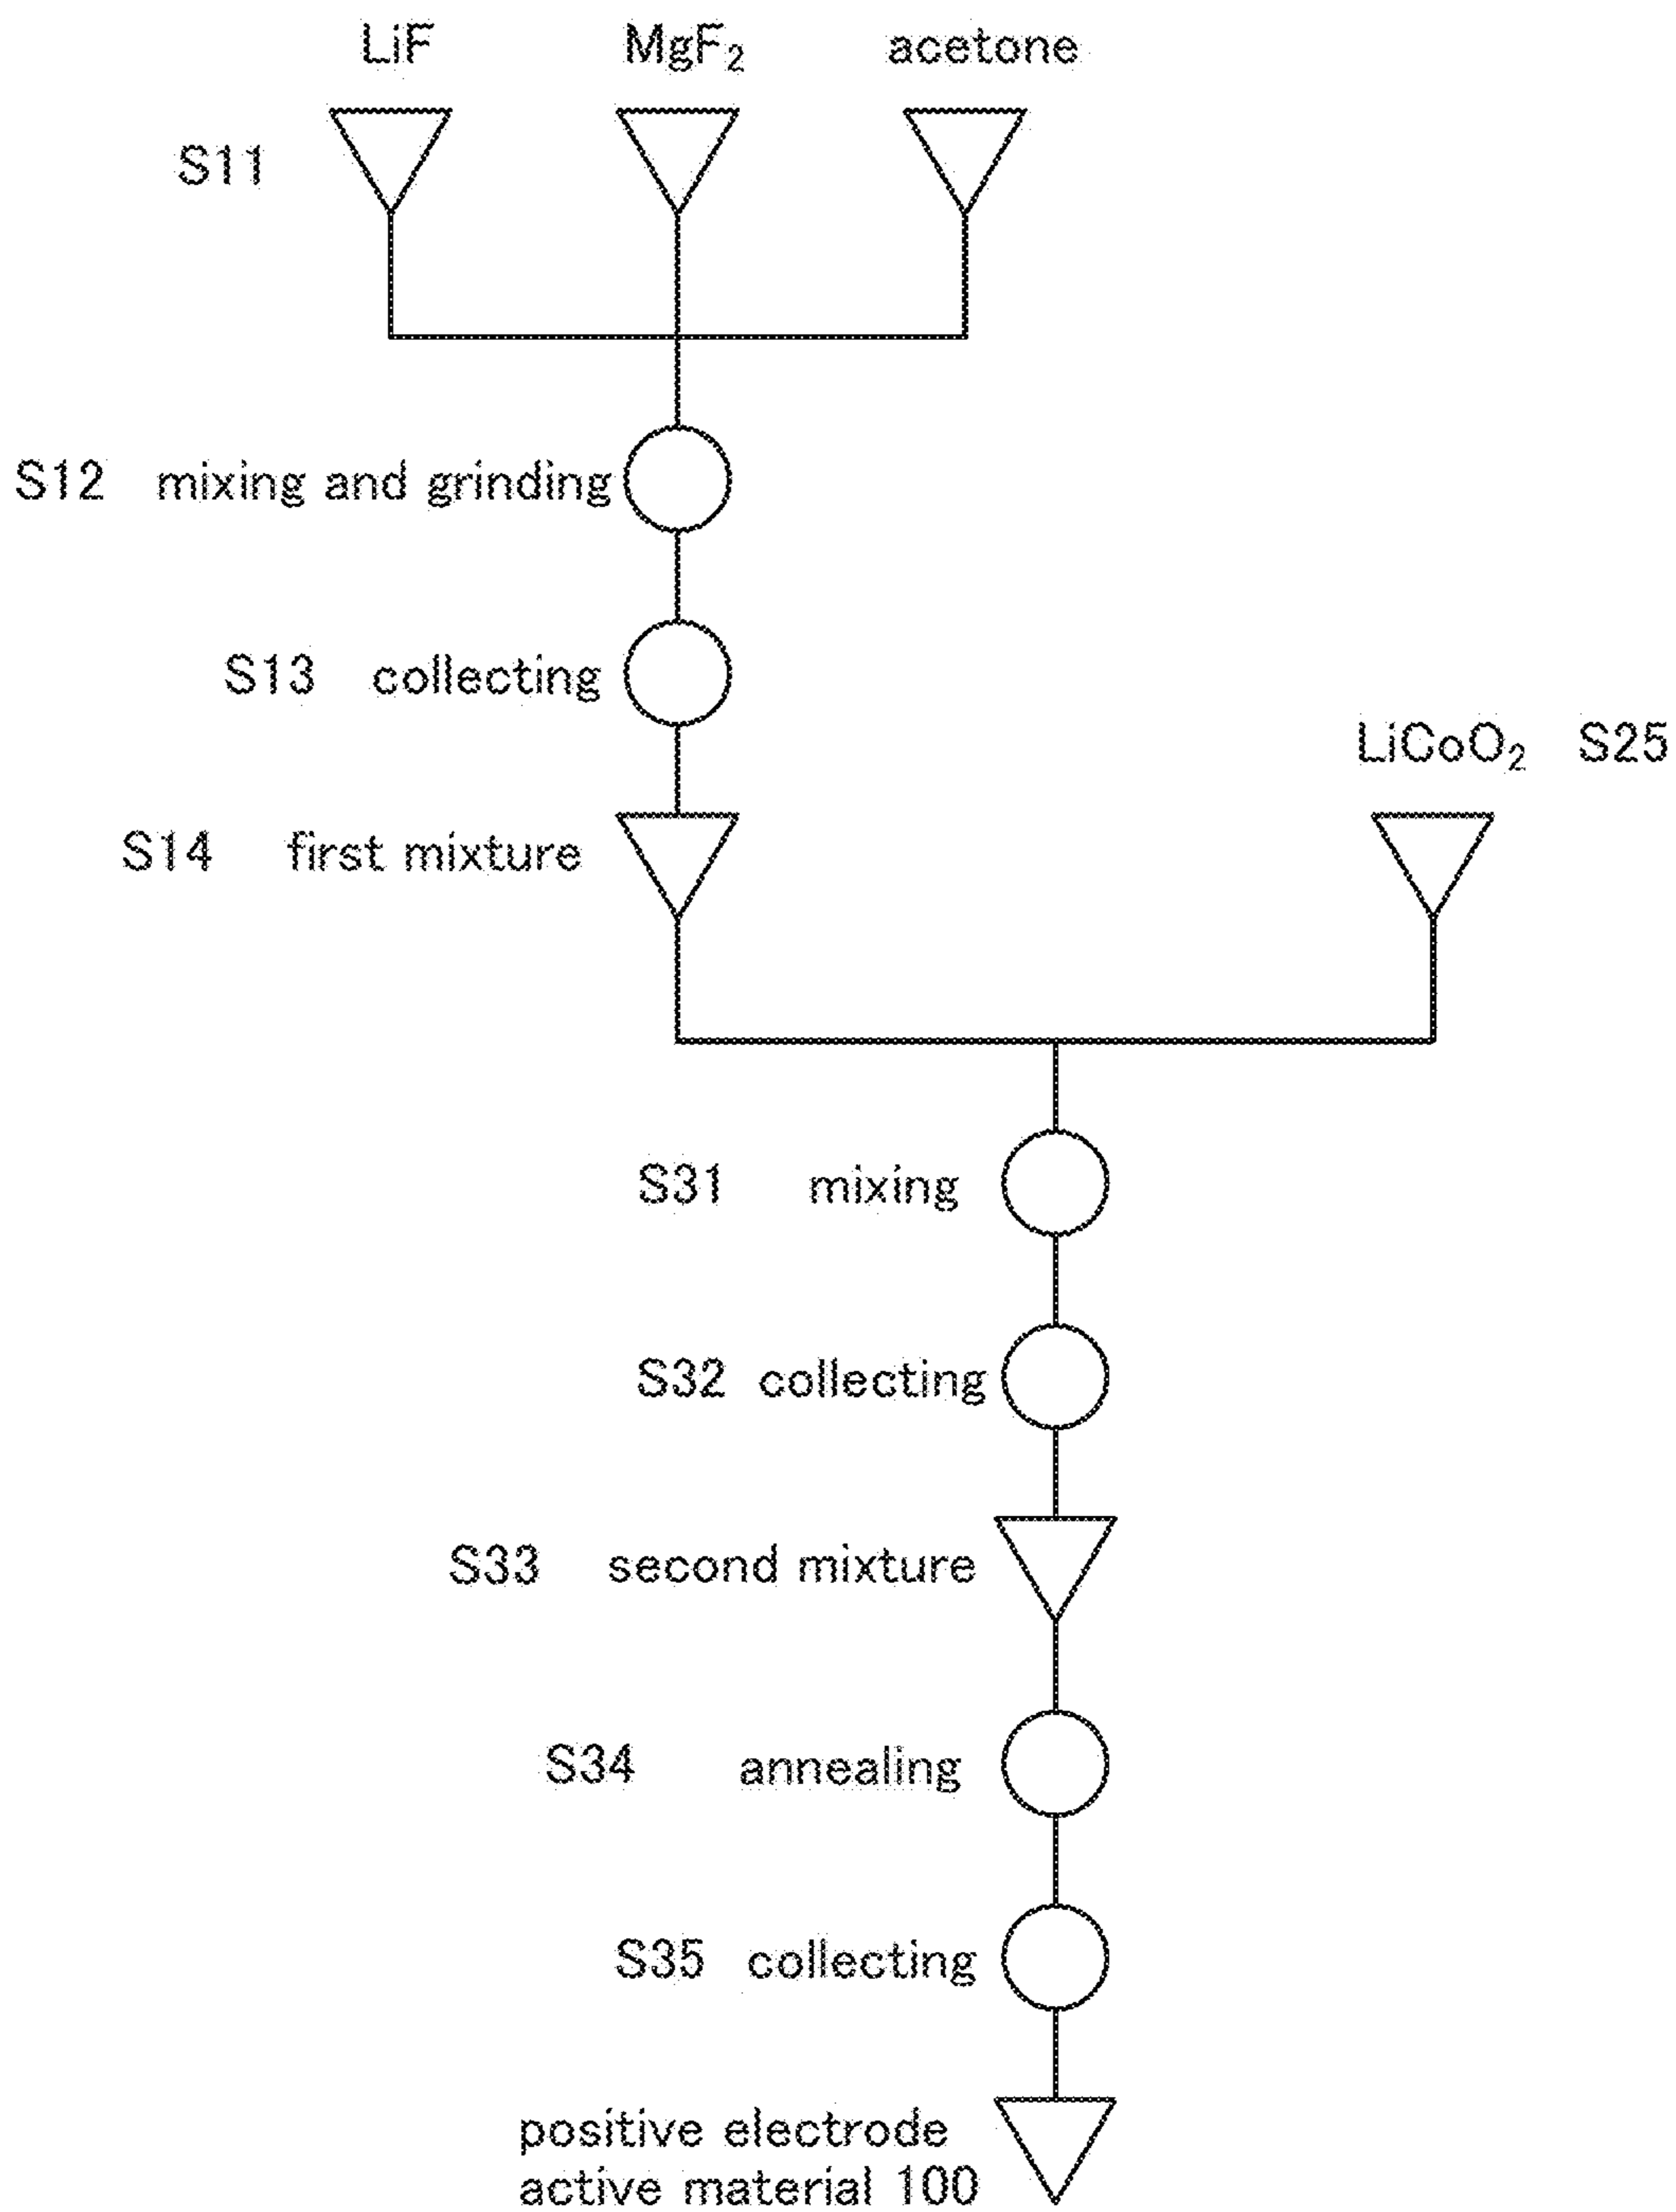 LiF MgF₂ acetone
S11
S12 mixing and grinding
S13 collecting
LiCoO₂ S25
S14 first mixture
S31 mixing
S32 collecting
S33 second mixture
S34 annealing
S35 collecting
positive electrode
active material 100